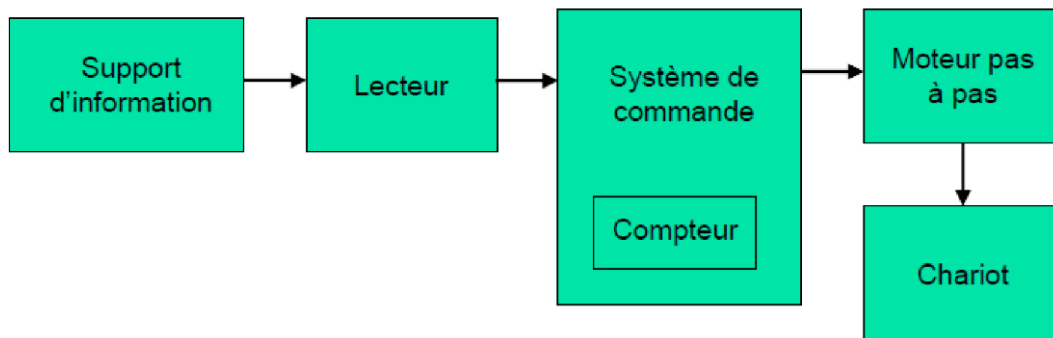 Support
d'information
Lecteur
Système de
commande
Compteur
Moteur pas
à pas
Chariot